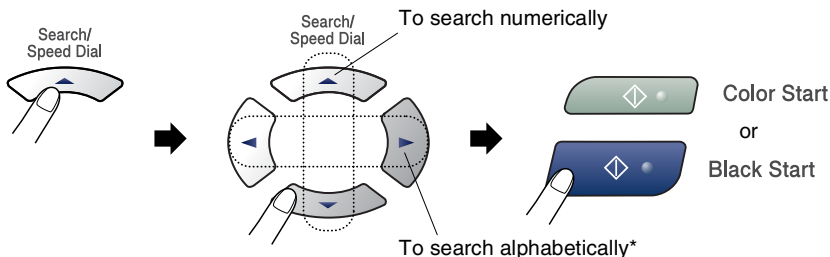 Search/
Speed Dial
Search/
Speed Dial
To search numerically
To search alphabetically*
Color Start
or
Black Start